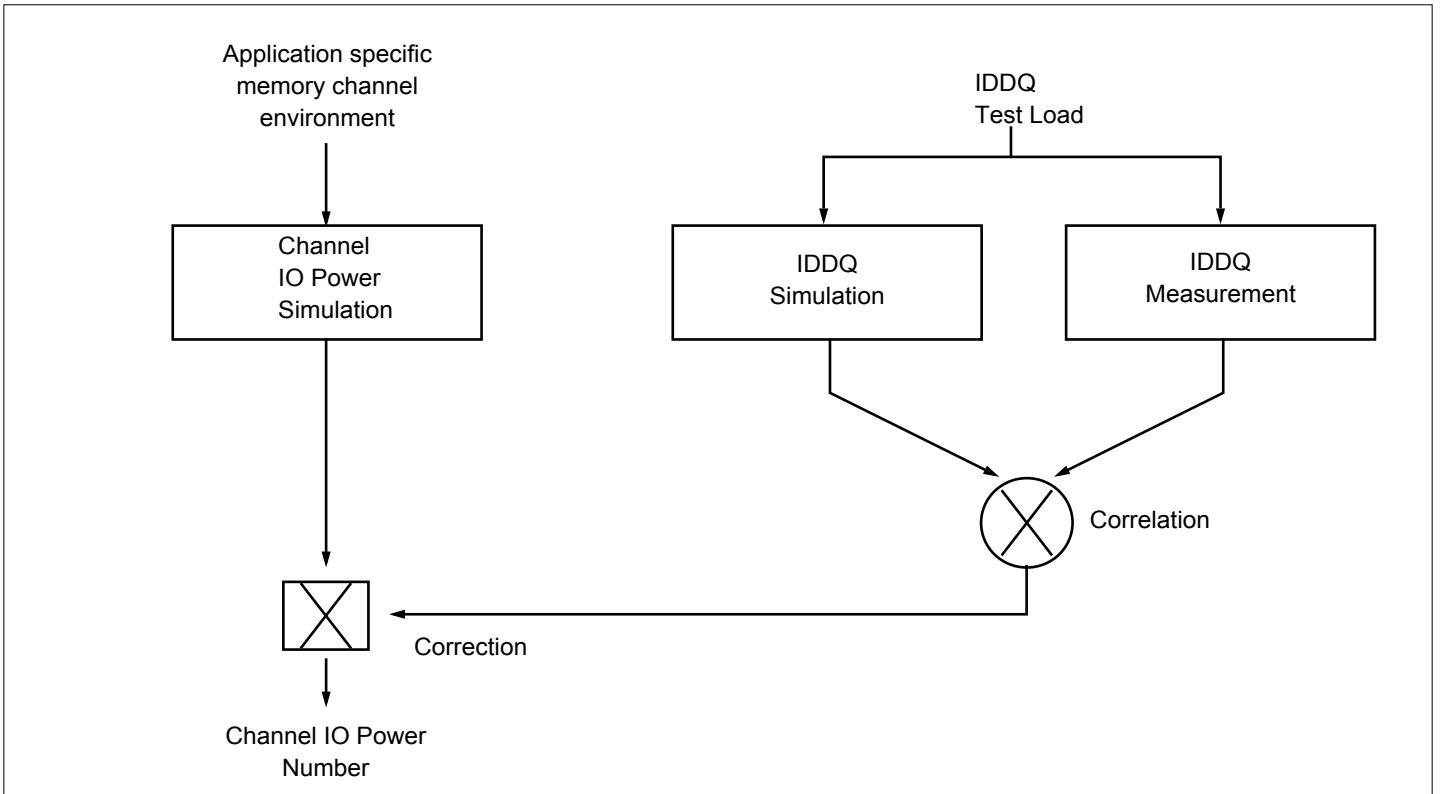 Application specific
memory channel
environment
IDDQ
Test Load
Channel
IO Power
Simulation
IDDQ
Simulation
IDDQ
Measurement
Correlation
Correction
Channel IO Power
Number